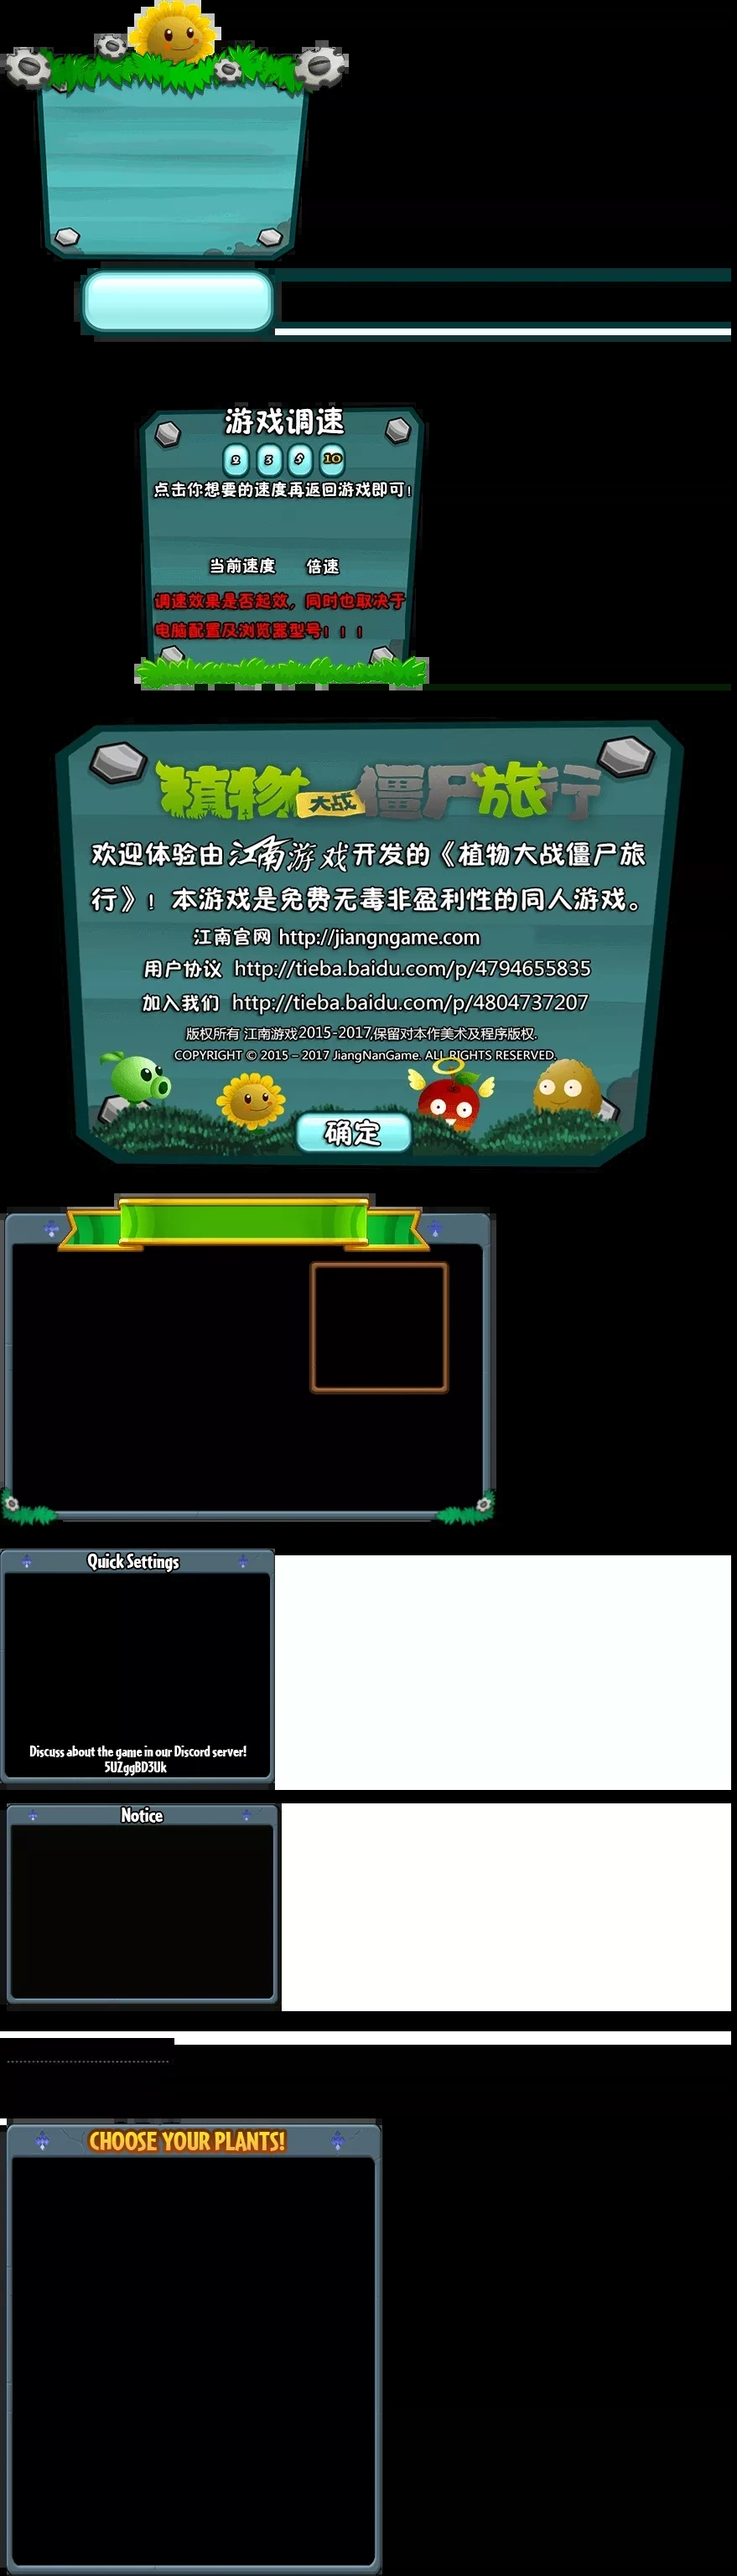 游戏调速
2 3 5 10
点击你想要的速度再返回游戏即可!
当前速度 倍速
调速效果是否起效，同时也取决于
电脑配置及浏览器型号！！！
植物大战僵尸旅行
欢迎体验由江南游戏开发的《植物大战僵尸旅
行》！本游戏是免费无毒非盈利性的同人游戏。
江南官网 http://jiangngame.com
用户协议 http://tieba.baidu.com/p/4794655835
加入我们 http://tieba.baidu.com/p/4804737207
版权所有 江南游戏2015-2017,保留对本作美术及程序版权.
COPYRIGHT © 2015 – 2017 JiangNanGame. ALL RIGHTS RESERVED.
确定
Quick Settings
Discuss about the game in our Discord server!
5UZggBD3Uk
Notice
CHOOSE YOUR PLANTS!